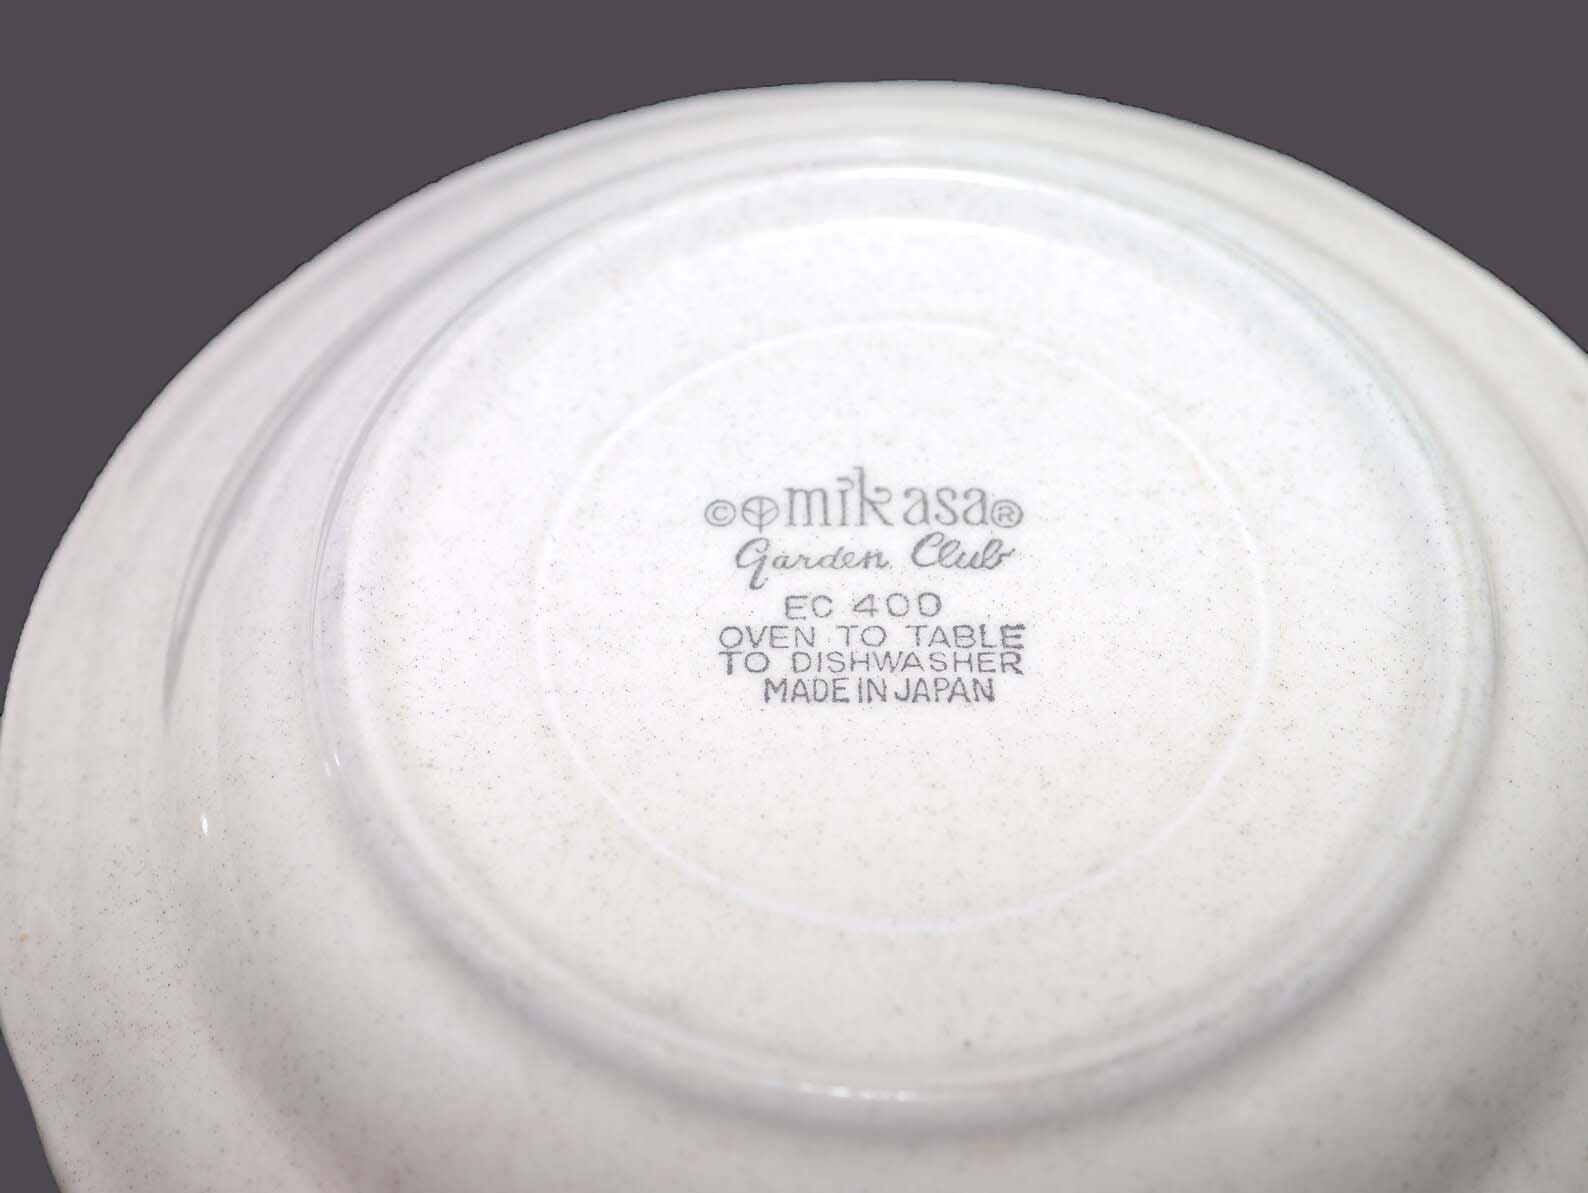 © mikasa ®
Garden Club
EC 400
OVEN TO TABLE
TO DISHWASHER
MADE IN JAPAN